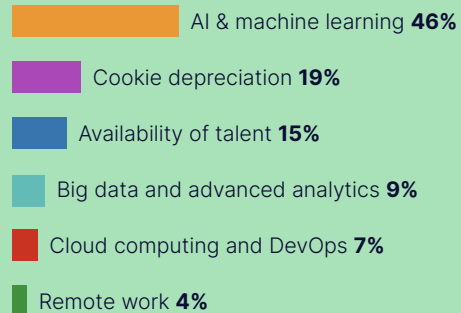 AI & machine learning 46%
Cookie depreciation 19%
Availability of talent 15%
Big data and advanced analytics 9%
Cloud computing and DevOps 7%
Remote work 4%